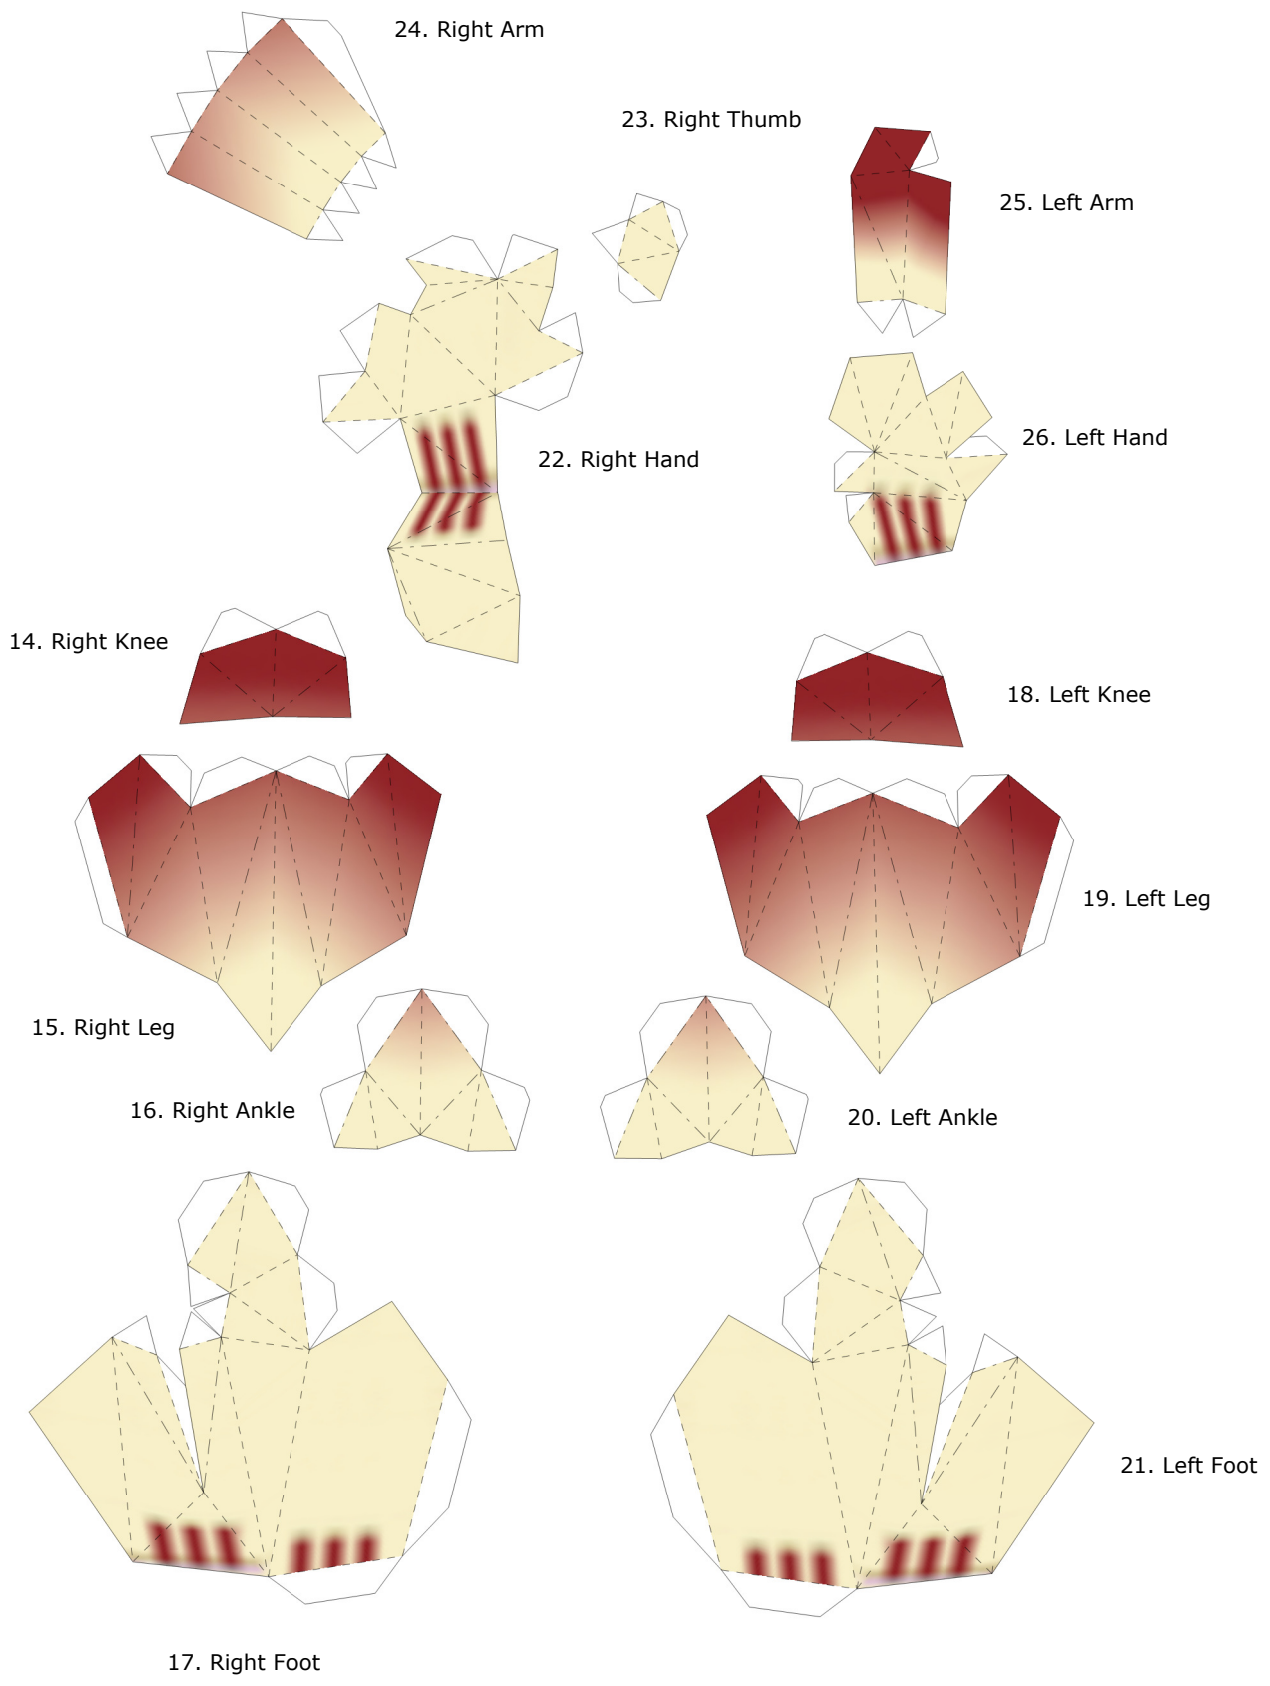 24. Right Arm
23. Right Thumb
25. Left Arm
26. Left Hand
22. Right Hand
14. Right Knee
18. Left Knee
19. Left Leg
15. Right Leg
16. Right Ankle
20. Left Ankle
21. Left Foot
17. Right Foot